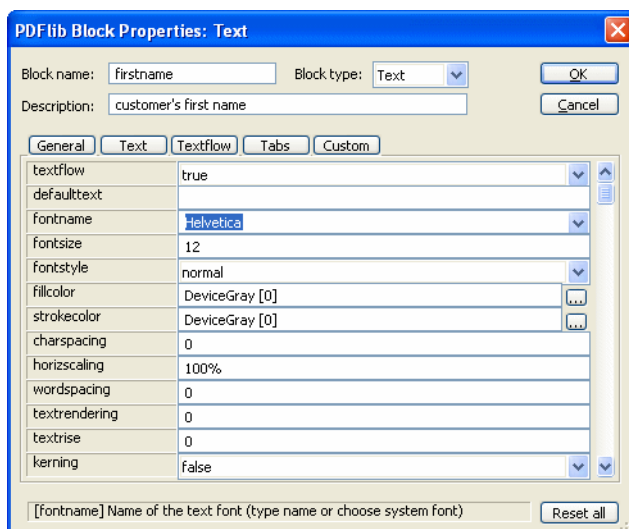 PDFlib Block Properties: Text
Block name: firstname Block type: Text OK
Description: customer's first name Cancel
General Text Textflow Tabs Custom
textflow true
defaulttext
fontname Helvetica
fontsize 12
fontstyle normal
fillcolor DeviceGray [0] ...
strokecolor DeviceGray [0] ...
charspacing 0
horizscaling 100%
wordspacing 0
textrendering 0
textrise 0
kerning false
[fontname] Name of the text font (type name or choose system font) Reset all